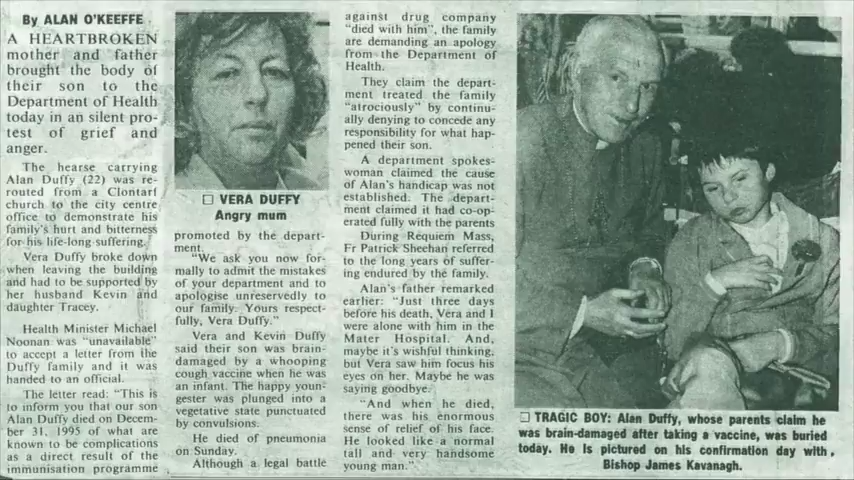 By ALAN O'KEEFFE
A HEARTBROKEN
mother and father
brought the body of
their son to the
Department of Health
today in an silent pro-
test of grief and
anger.
The hearse carrying
Alan Duffy (22) was re-
routed from a Clontarf
church to the city centre
office to demonstrate his
family's hurt and bitterness
for his life-long suffering.
Vera Duffy broke down
when leaving the building
and had to be supported by
her husband Kevin and
daughter Tracey.
Health Minister Michael
Noonan was "unavailable"
to accept a letter from the
Duffy family and it was
handed to an official.
The letter read: "This is
to inform you that our son
Alan Duffy died on Decem-
ber 31, 1995 of what are
known to be complications
as a direct result of the
immunisation programme
VERA DUFFY
Angry mum
promoted by the depart-
ment.
"We ask you now for-
mally to admit the mistakes
of your department and to
apologise unreservedly to
our family. Yours respect-
fully, Vera Duffy."
Vera and Kevin Duffy
said their son was brain-
damaged by a whooping
cough vaccine when he was
an infant. The happy youn-
gester was plunged into a
vegetative state punctuated
by convulsions.
He died of pneumonia
on Sunday.
Although a legal battle
against drug company
"died with him", the family
are demanding an apology
from the Department of
Health.
They claim the depart-
ment treated the family
"atrociously" by continu-
ally denying to concede any
responsibility for what hap-
pened their son.
A department spokes-
woman claimed the cause
of Alan's handicap was not
established. The depart-
ment claimed it had co-op-
erated fully with the parents
During Requiem Mass,
Fr Patrick Sheehan referred
to the long years of suffer-
ing endured by the family.
Alan's father remarked
earlier: "Just three days
before his death, Vera and I
were alone with him in the
Mater Hospital. And,
maybe it's wishful thinking,
but Vera saw him focus his
eyes on her. Maybe he was
saying goodbye.
"And when he died,
there was his enormous
sense of relief of his face.
He looked like a normal
tall and very handsome
young man."
TRAGIC BOY: Alan Duffy, whose parents claim he
was brain-damaged after taking a vaccine, was buried
today. He is pictured on his confirmation day with
Bishop James Kavanagh.